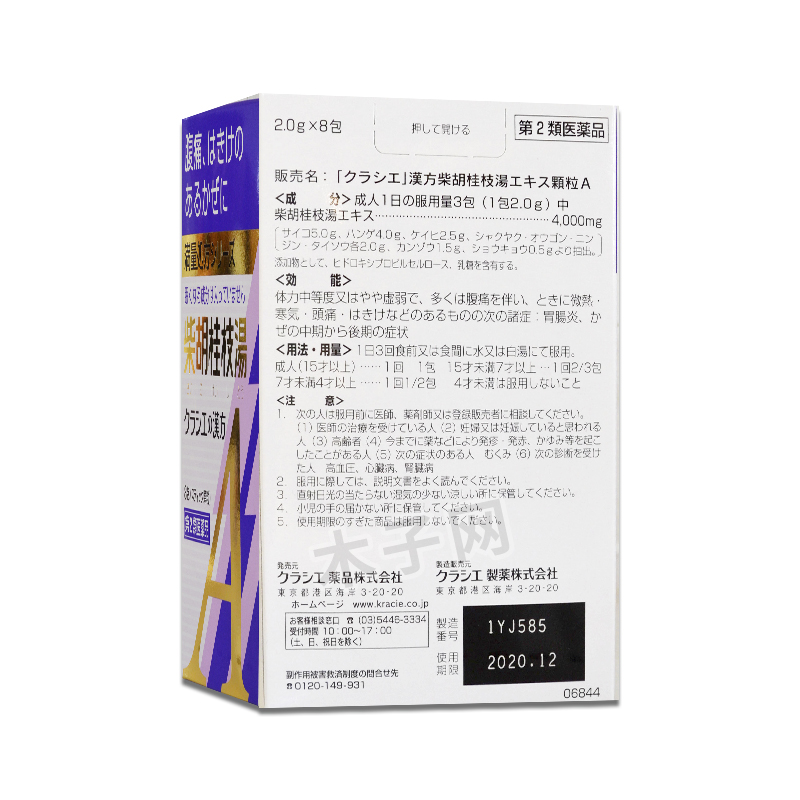 腹痛、はきけの
あるかぜに
満量処方シリーズ
眠くなる成分は入っていません
柴胡桂枝湯
クラシエの漢方
第2類医薬品
2.0g×8包
押して開ける
第2類医薬品
販売名：「クラシエ」漢方柴胡桂枝湯エキス顆粒A
<成 分>成人1日の服用量3包（1包2.0g）中
柴胡桂枝湯エキス……………………………………4,000mg
サイコ5.0g、ハンゲ4.0g、ケイヒ2.5g、シャクヤク・オウゴン・ニン
ジン・タイソウ各2.0g、カンゾウ1.5g、ショウキョウ0.5gより抽出。
添加物として、ヒドロキシプロピルセルロース、乳糖を含有する。
<効 能>
体力中等度又はやや虚弱で、多くは腹痛を伴い、ときに微熱・
寒気・頭痛・はきけなどのあるものの次の諸症：胃腸炎、か
ぜの中期から後期の症状
<用法・用量>1日3回食前又は食間に水又は白湯にて服用。
成人（15才以上）……1回 1包 15才未満7才以上…1回2/3包
7才未満4才以上……1回1/2包 4才未満は服用しないこと
<注 意>
1. 次の人は服用前に医師、薬剤師又は登録販売者に相談してください。
（1）医師の治療を受けている人（2）妊婦又は妊娠していると思われる
人（3）高齢者（4）今までに薬などにより発疹・発赤、かゆみ等を起こ
したことがある人（5）次の症状のある人 むくみ（6）次の診断を受け
た人 高血圧、心臓病、腎臓病
2. 服用に際しては、説明文書をよく読んでください。
3. 直射日光の当たらない湿気の少ない涼しい所に保管してください。
4. 小児の手の届かない所に保管してください。
5. 使用期限のすぎた商品は服用しないでください。
木子网
発売元
クラシエ 薬品株式会社
東京都港区海岸 3-20-20
ホームページ www.kracie.co.jp
お客様相談窓口 ☎(03)5446-3334
受付時間 10：00〜17：00
（土、日、祝日を除く）
副作用被害救済制度の問合せ先
☎0120-149-931
製造販売元
クラシエ 製薬株式会社
東京都港区海岸 3-20-20
製造
番号
1YJ585
使用
期限
2020.12
06844